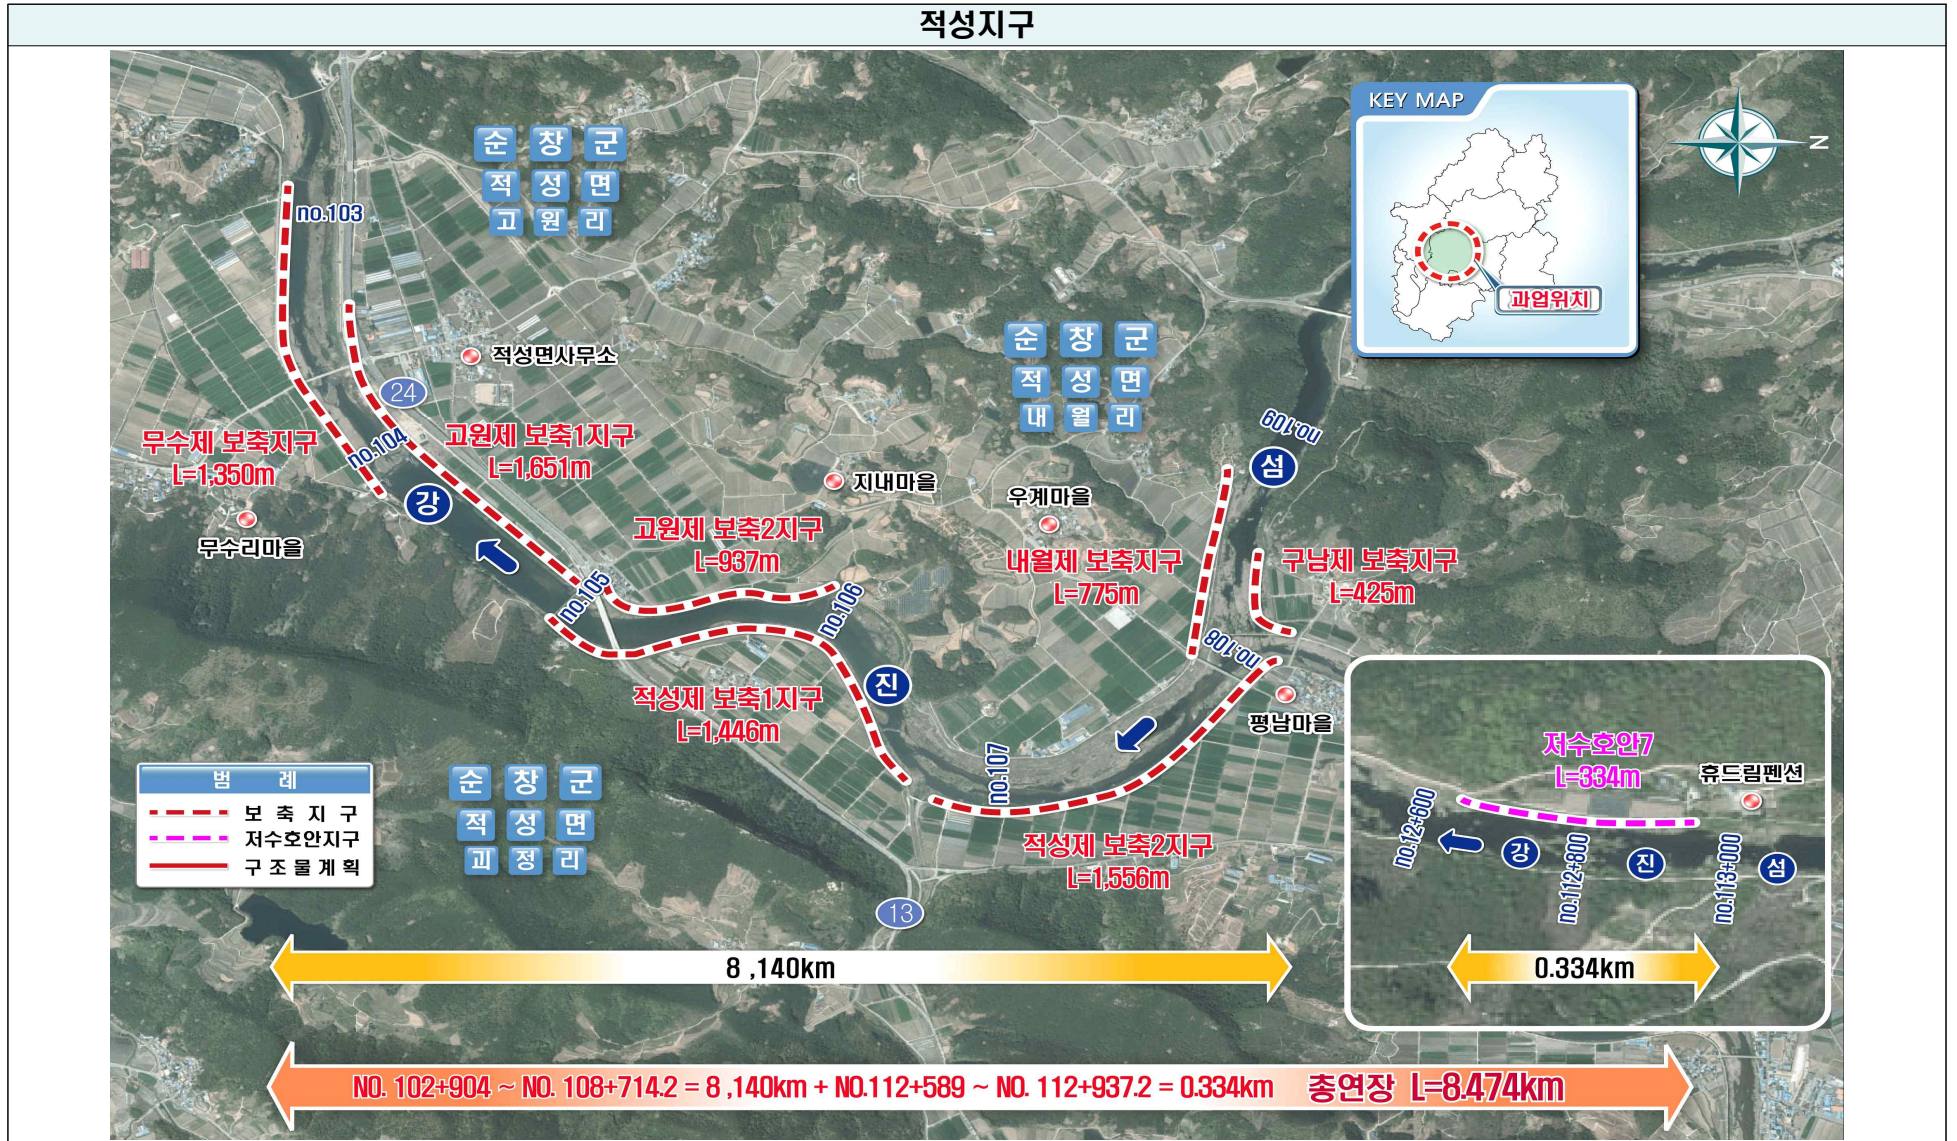 적성지구
KEY MAP
과업위치
N
순창군
적성면
고원리
no.103
적성면사무소
24
무수제 보축지구
L=1,350m
no.104
고원제 보축1지구
L=1,651m
강
무수리마을
지내마을
고원제 보축2지구
L=937m
순창군
적성면
내월리
no.109
섬
우계마을
내월제 보축지구
L=775m
구남제 보축지구
L=425m
no.105
no.106
no.108
적성제 보축1지구
L=1,446m
진
평남마을
no.107
적성제 보축2지구
L=1,556m
범 례
보 축 지 구
저수호안지구
구 조 물 계 획
순창군
적성면
괴정리
13
저수호안7
L=334m
휴드림펜션
no.12+600
강
no.112+800
진
no.113+000
섬
8 ,140km
0.334km
NO. 102+904 ~ NO. 108+714.2 = 8 ,140km + NO.112+589 ~ NO. 112+937.2 = 0.334km 총연장 L=8.474km